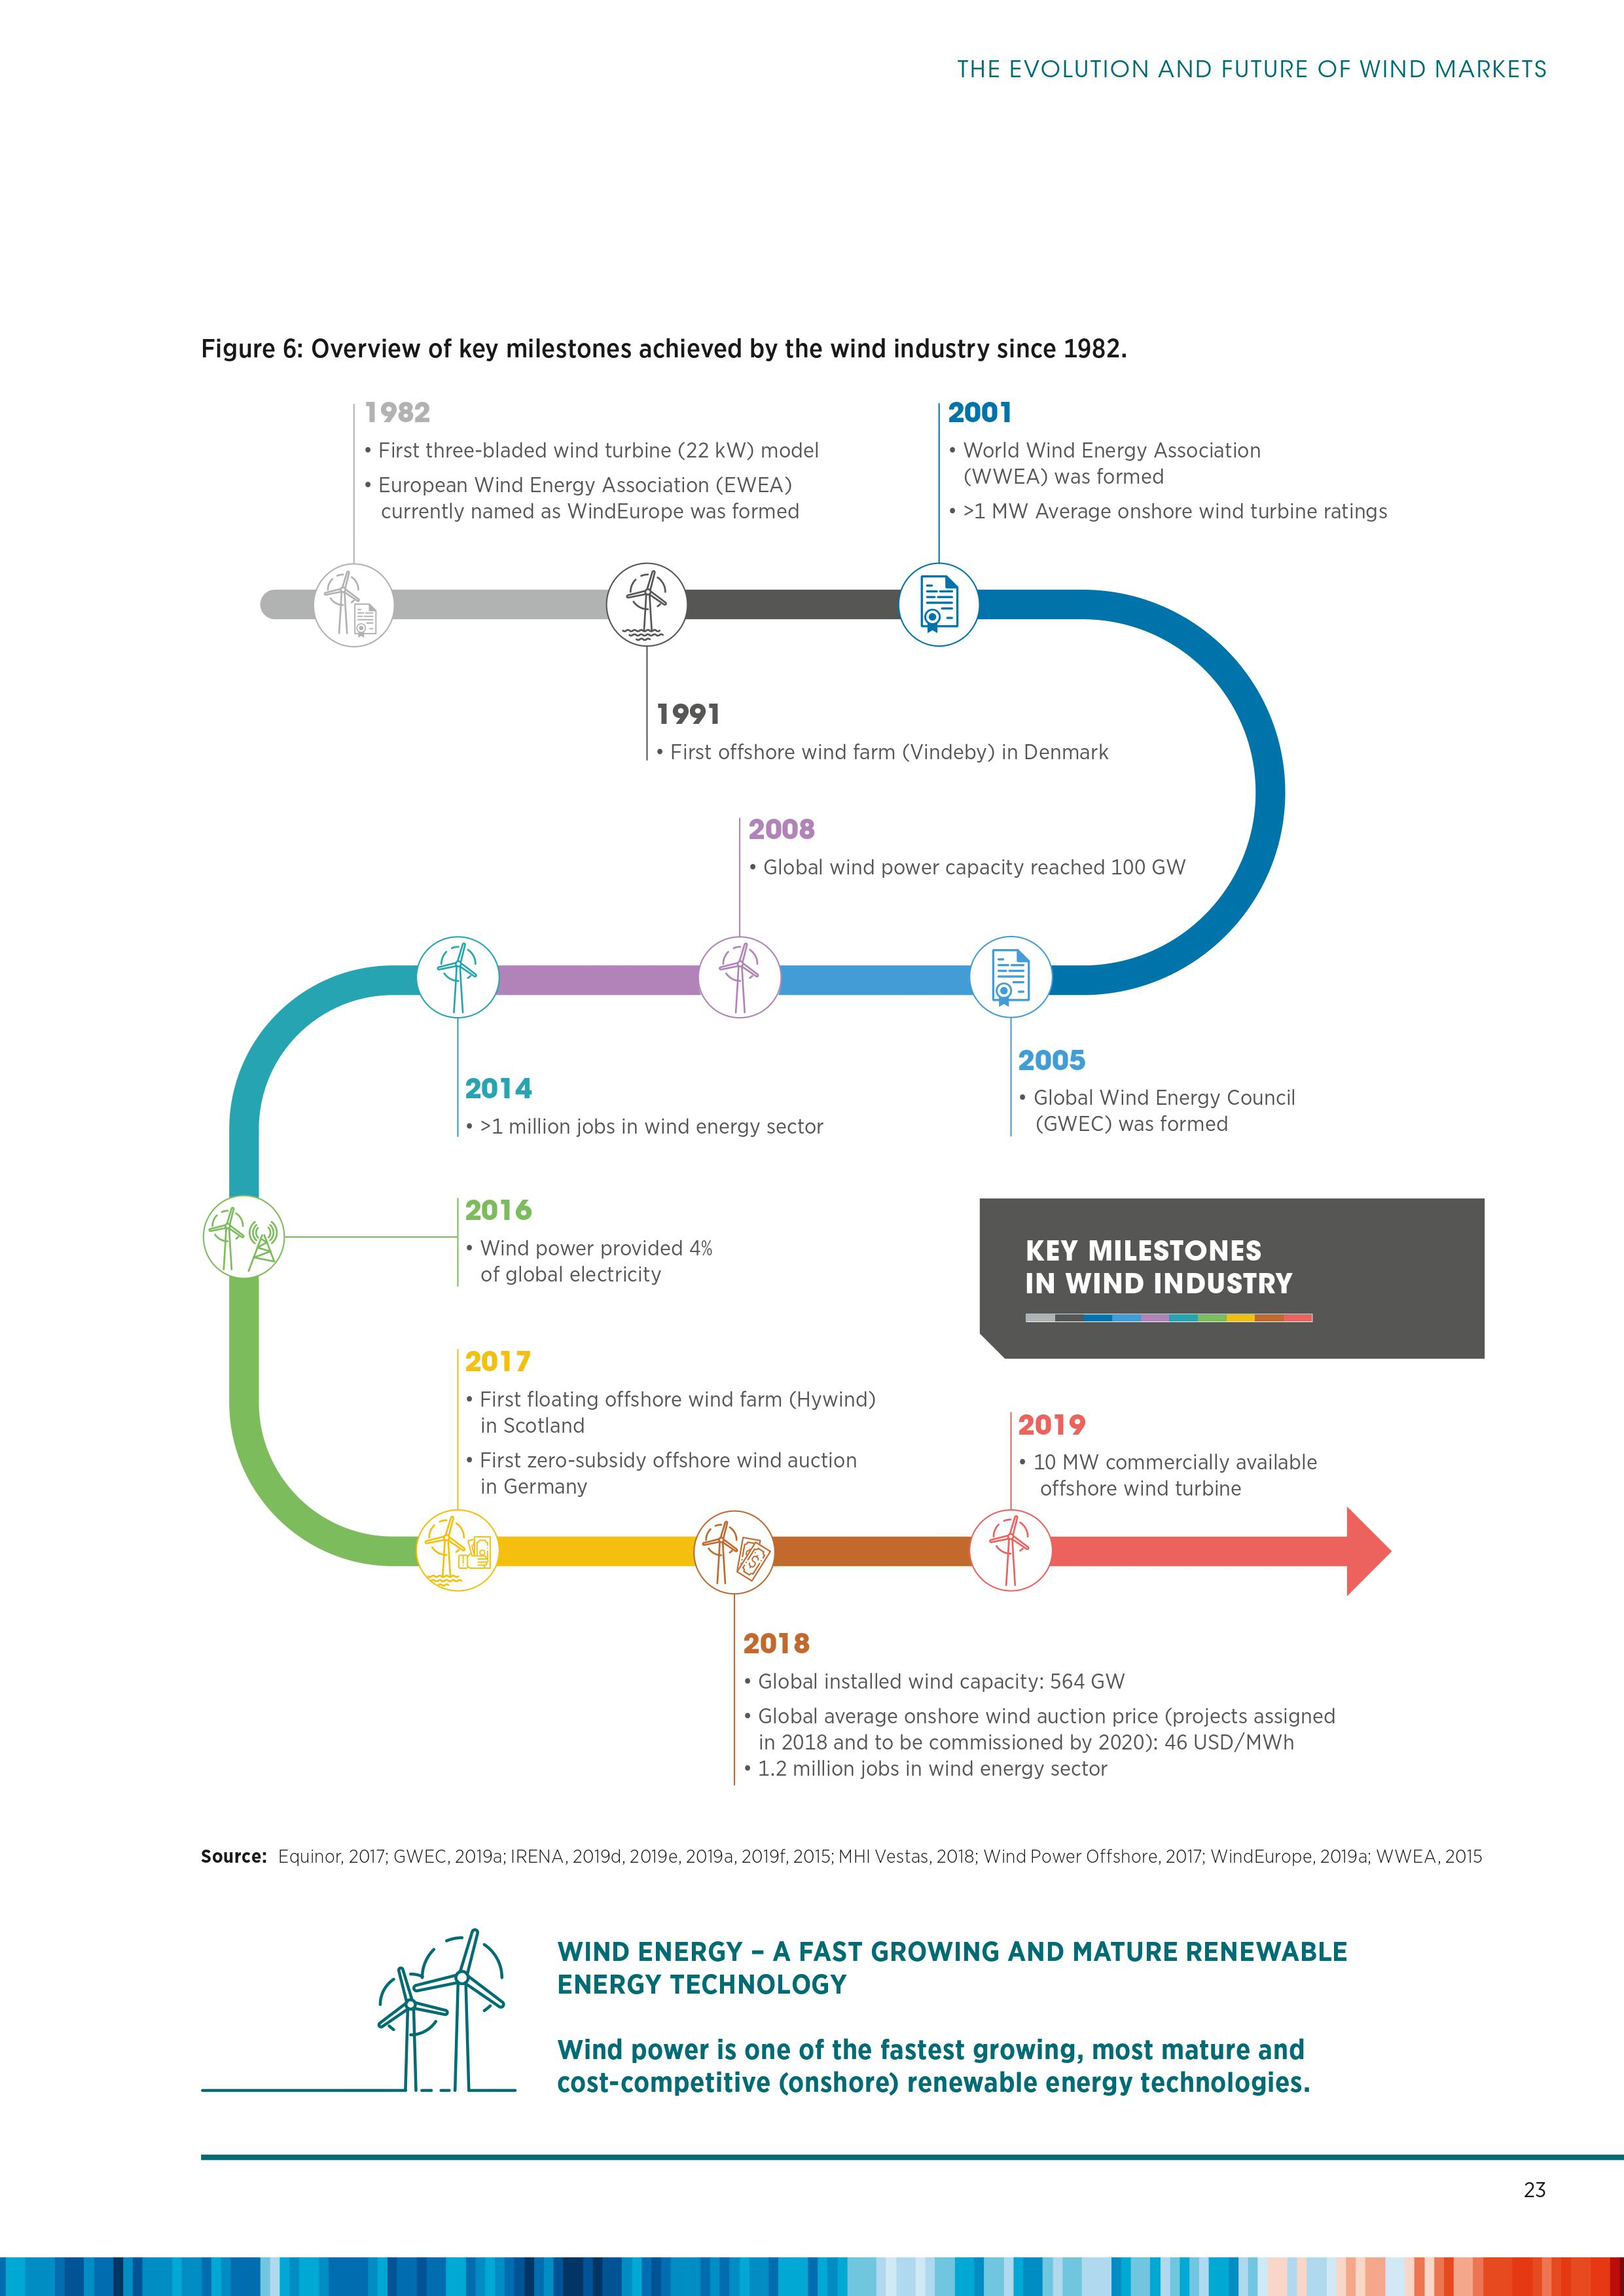 THE EVOLUTION AND FUTURE OF WIND MARKETS
Figure 6: Overview of key milestones achieved by the wind industry since 1982.
1982
• First three-bladed wind turbine (22 kW) model
• European Wind Energy Association (EWEA)
currently named as WindEurope was formed
2001
• World Wind Energy Association
(WWEA) was formed
• >1 MW Average onshore wind turbine ratings
1991
• First offshore wind farm (Vindeby) in Denmark
2008
• Global wind power capacity reached 100 GW
2005
• Global Wind Energy Council
(GWEC) was formed
2014
• >1 million jobs in wind energy sector
2016
• Wind power provided 4%
of global electricity
KEY MILESTONES
IN WIND INDUSTRY
2017
• First floating offshore wind farm (Hywind)
in Scotland
• First zero-subsidy offshore wind auction
in Germany
2019
• 10 MW commercially available
offshore wind turbine
2018
• Global installed wind capacity: 564 GW
• Global average onshore wind auction price (projects assigned
in 2018 and to be commissioned by 2020): 46 USD/MWh
• 1.2 million jobs in wind energy sector
Source: Equinor, 2017; GWEC, 2019a; IRENA, 2019d, 2019e, 2019a, 2019f, 2015; MHI Vestas, 2018; Wind Power Offshore, 2017; WindEurope, 2019a; WWEA, 2015
WIND ENERGY – A FAST GROWING AND MATURE RENEWABLE
ENERGY TECHNOLOGY
Wind power is one of the fastest growing, most mature and
cost-competitive (onshore) renewable energy technologies.
23